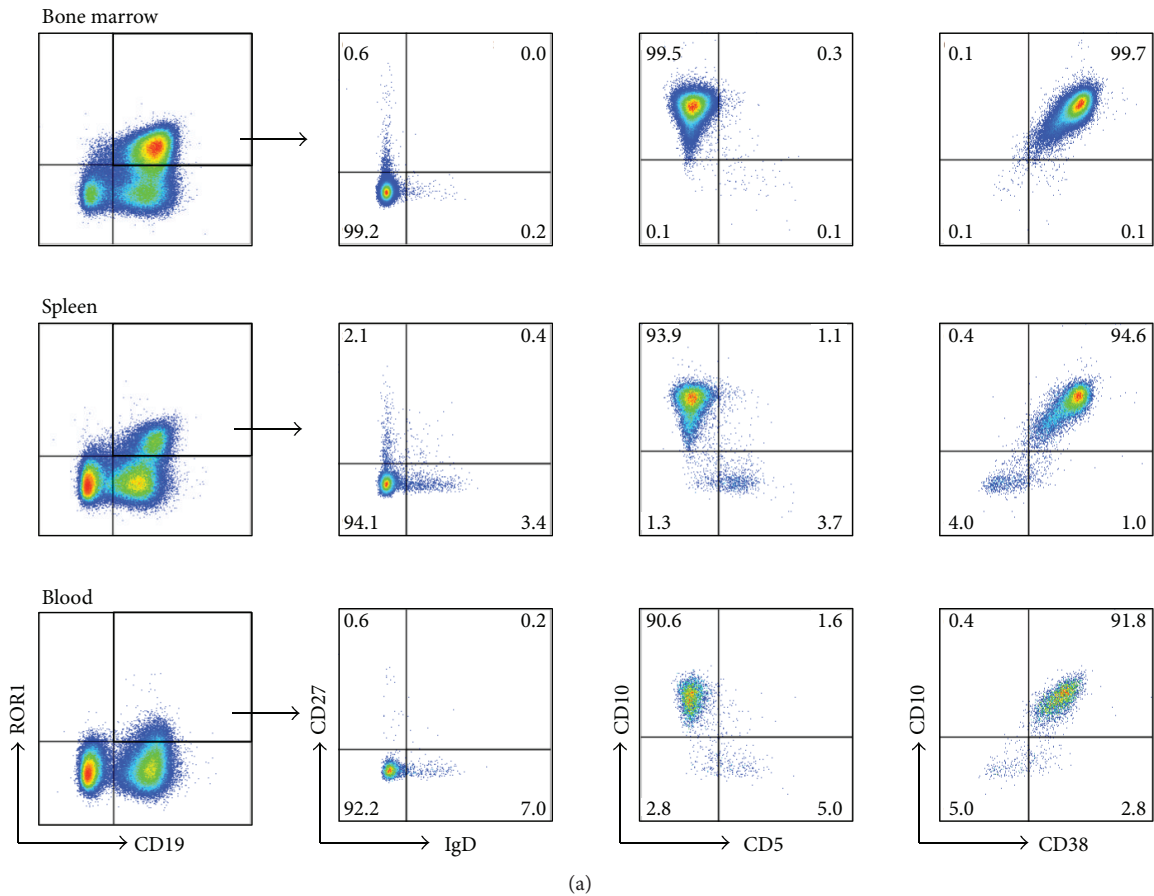 Bone marrow
0.6 0.0
99.2 0.2
99.5 0.3
0.1 0.1
0.1 99.7
0.1 0.1
Spleen
2.1 0.4
94.1 3.4
93.9 1.1
1.3 3.7
0.4 94.6
4.0 1.0
Blood
ROR1
CD19
0.6 0.2
92.2 7.0
CD27
IgD
90.6 1.6
2.8 5.0
CD10
CD5
0.4 91.8
5.0 2.8
CD10
CD38
(a)